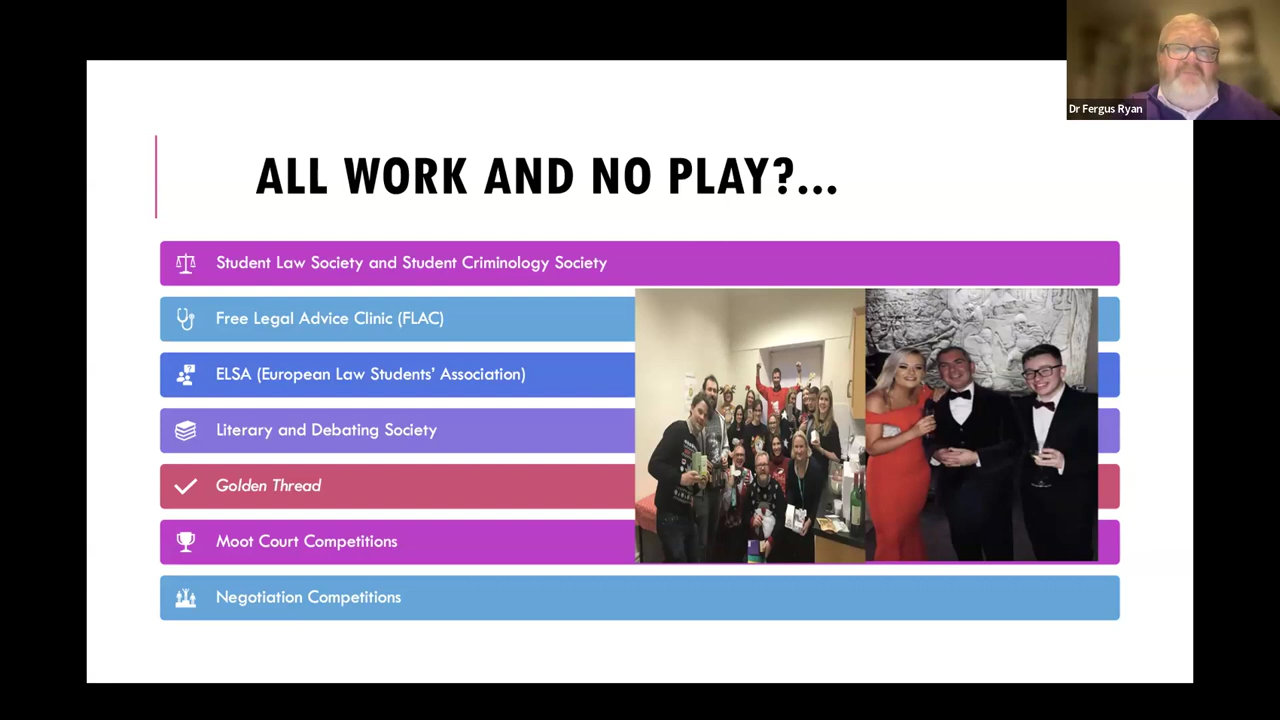 Dr Fergus Ryan
ALL WORK AND NO PLAY?...
Student Law Society and Student Criminology Society
Free Legal Advice Clinic (FLAC)
ELSA (European Law Students’ Association)
Literary and Debating Society
Golden Thread
Moot Court Competitions
Negotiation Competitions